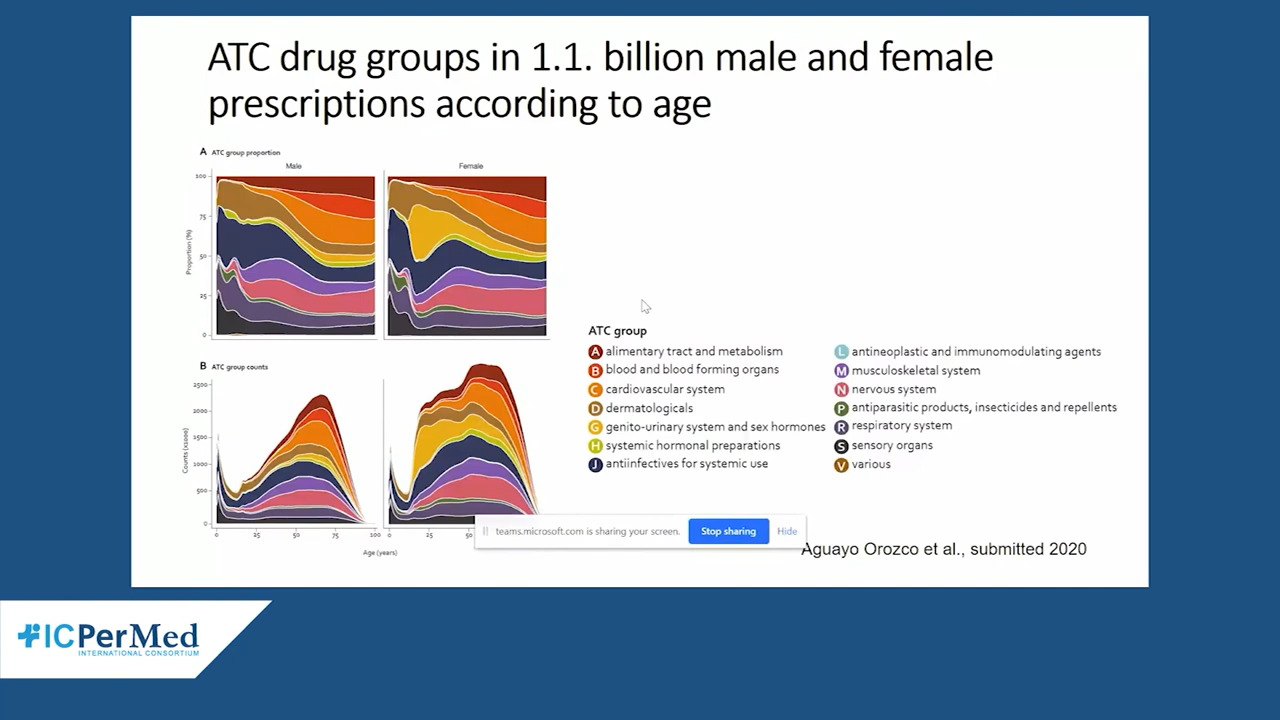 ATC drug groups in 1.1. billion male and female
prescriptions according to age
A ATC group proportion
Male
Female
100
75
50
25
0
Proportion (%)
B ATC group counts
2500
2000
1500
1000
500
0
Counts (x1000)
0 25 50 75 100
0 25 50
Age (years)
ATC group
A alimentary tract and metabolism
B blood and blood forming organs
C cardiovascular system
D dermatologicals
G genito-urinary system and sex hormones
H systemic hormonal preparations
J antiinfectives for systemic use
L antineoplastic and immunomodulating agents
M musculoskeletal system
N nervous system
P antiparasitic products, insecticides and repellents
R respiratory system
S sensory organs
V various
teams.microsoft.com is sharing your screen.
Stop sharing
Hide
Aguayo Orozco et al., submitted 2020
ICPerMed
INTERNATIONAL CONSORTIUM